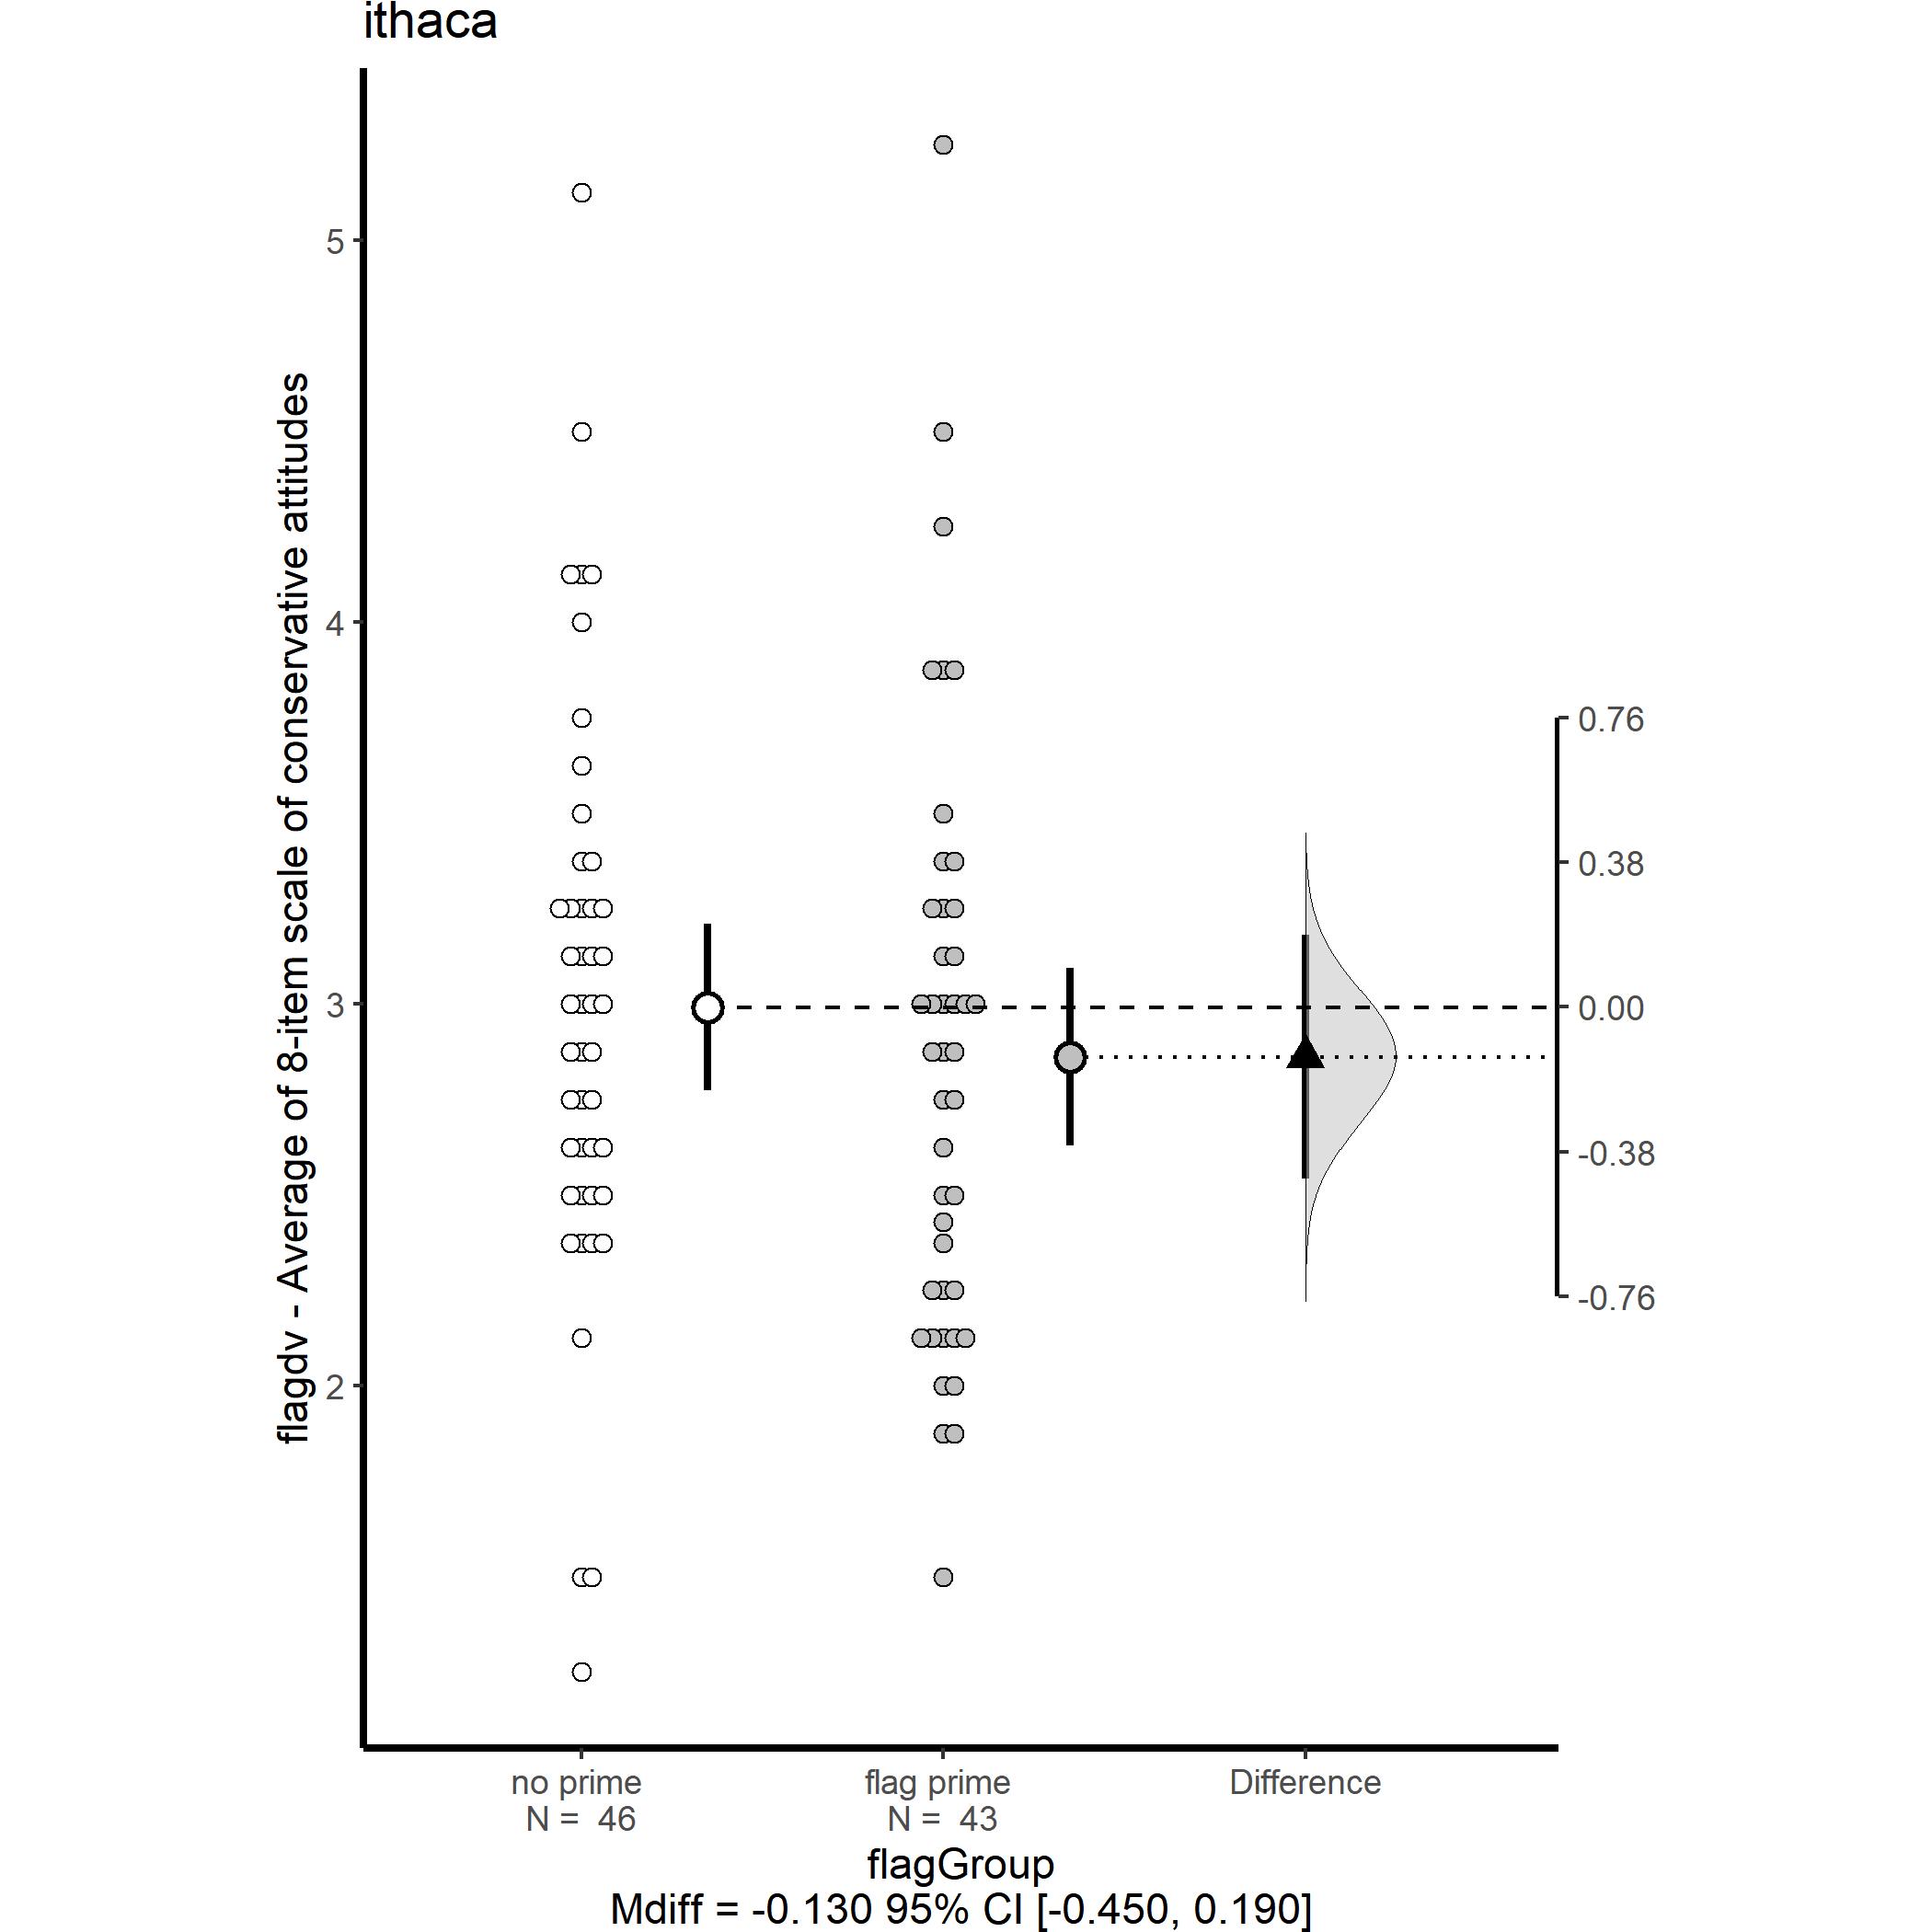 ithaca
flagdv - Average of 8-item scale of conservative attitudes
5
4
3
2
0.76
0.38
0.00
-0.38
-0.76
no prime
N =  46
flag prime
N =  43
Difference
flagGroup
Mdiff = -0.130 95% CI [-0.450, 0.190]